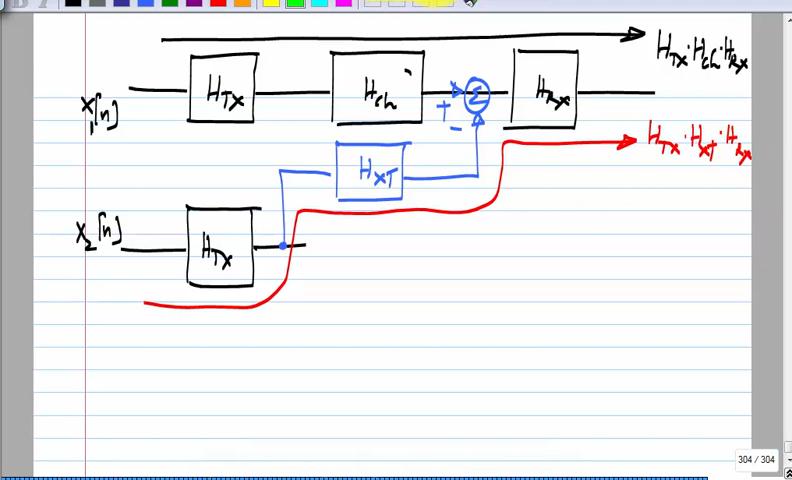 H_TX · H_Ch · H_RX
X_1[n] H_TX H_Ch Σ H_RX
+
−
H_TX · H_XT · H_RX
H_XT
X_2[n] H_TX
304 / 304